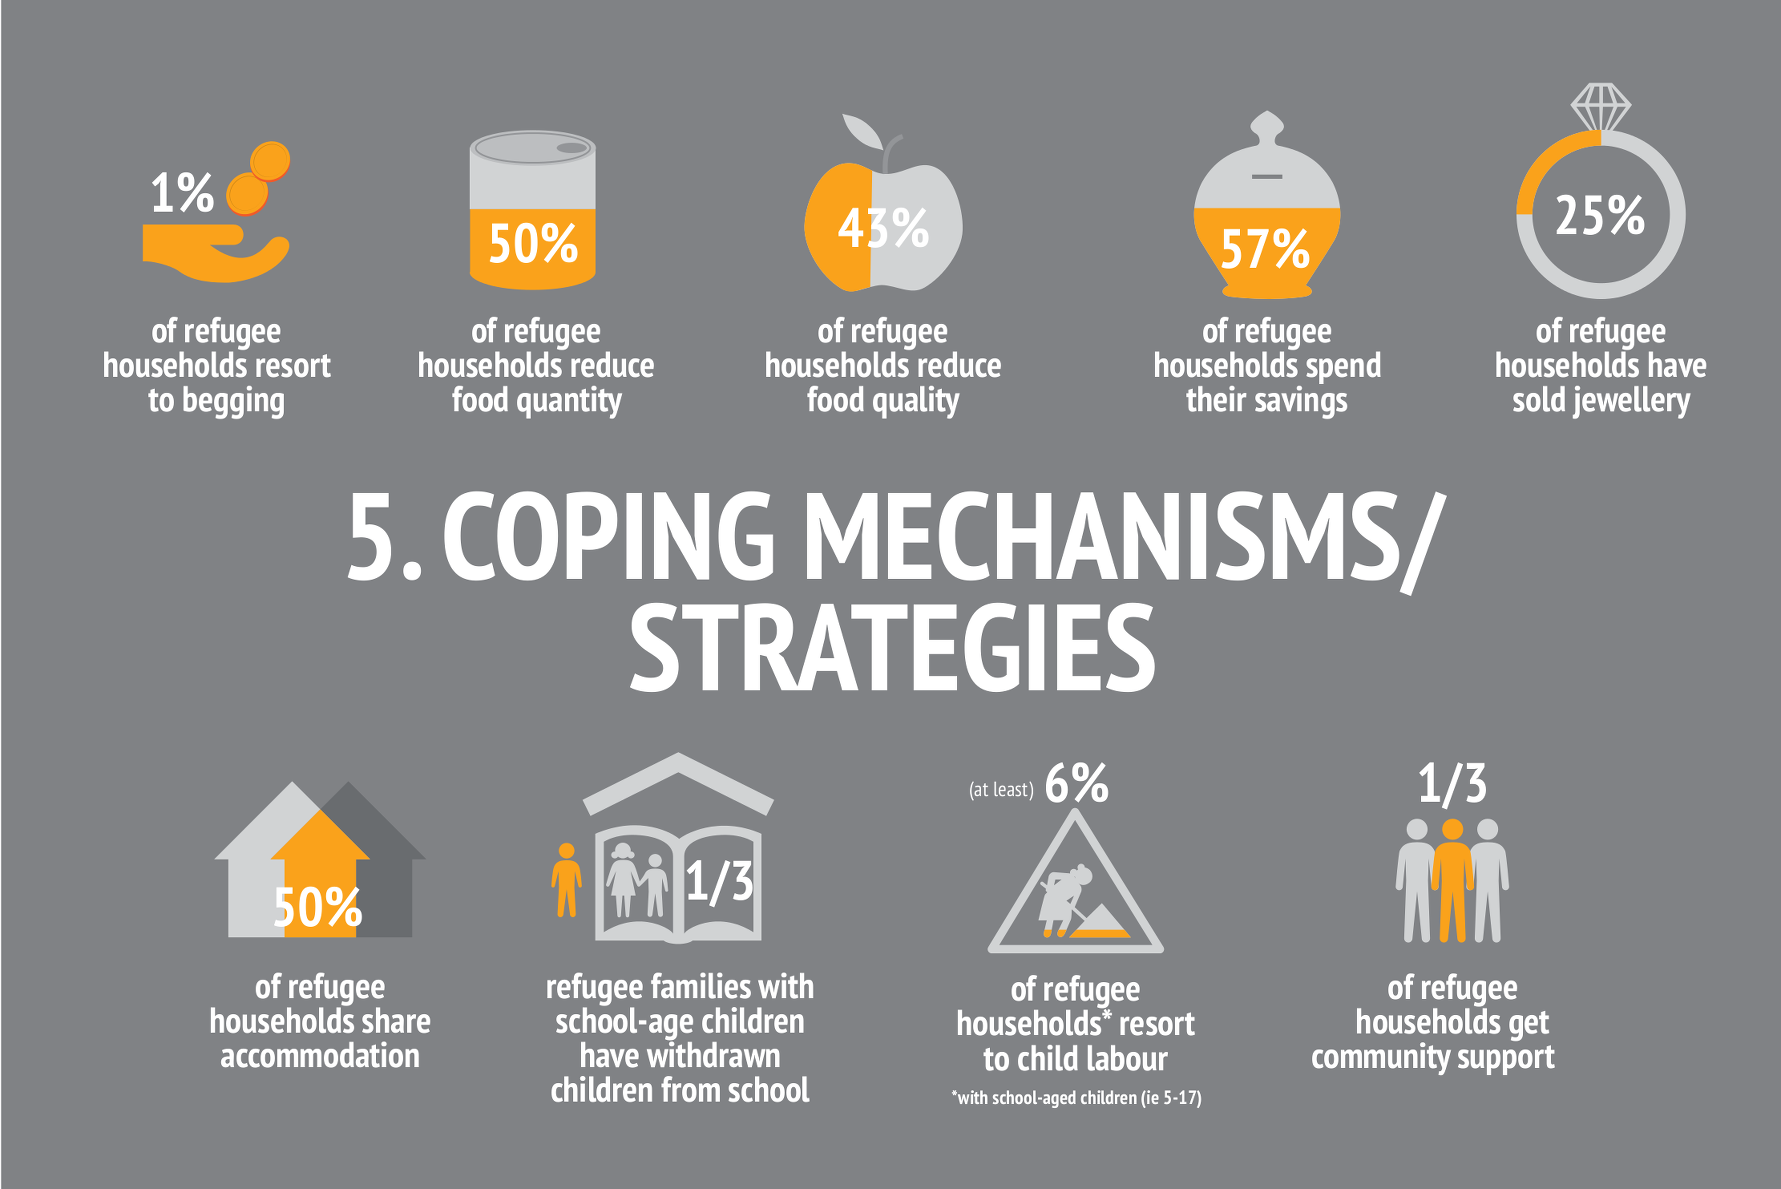 1%
of refugee
households resort
to begging
50%
of refugee
households reduce
food quantity
43%
of refugee
households reduce
food quality
57%
of refugee
households spend
their savings
25%
of refugee
households have
sold jewellery
5. COPING MECHANISMS/
STRATEGIES
50%
of refugee
households share
accommodation
1/3
refugee families with
school-age children
have withdrawn
children from school
(at least) 6%
of refugee
households* resort
to child labour
*with school-aged children (ie 5-17)
1/3
of refugee
households get
community support